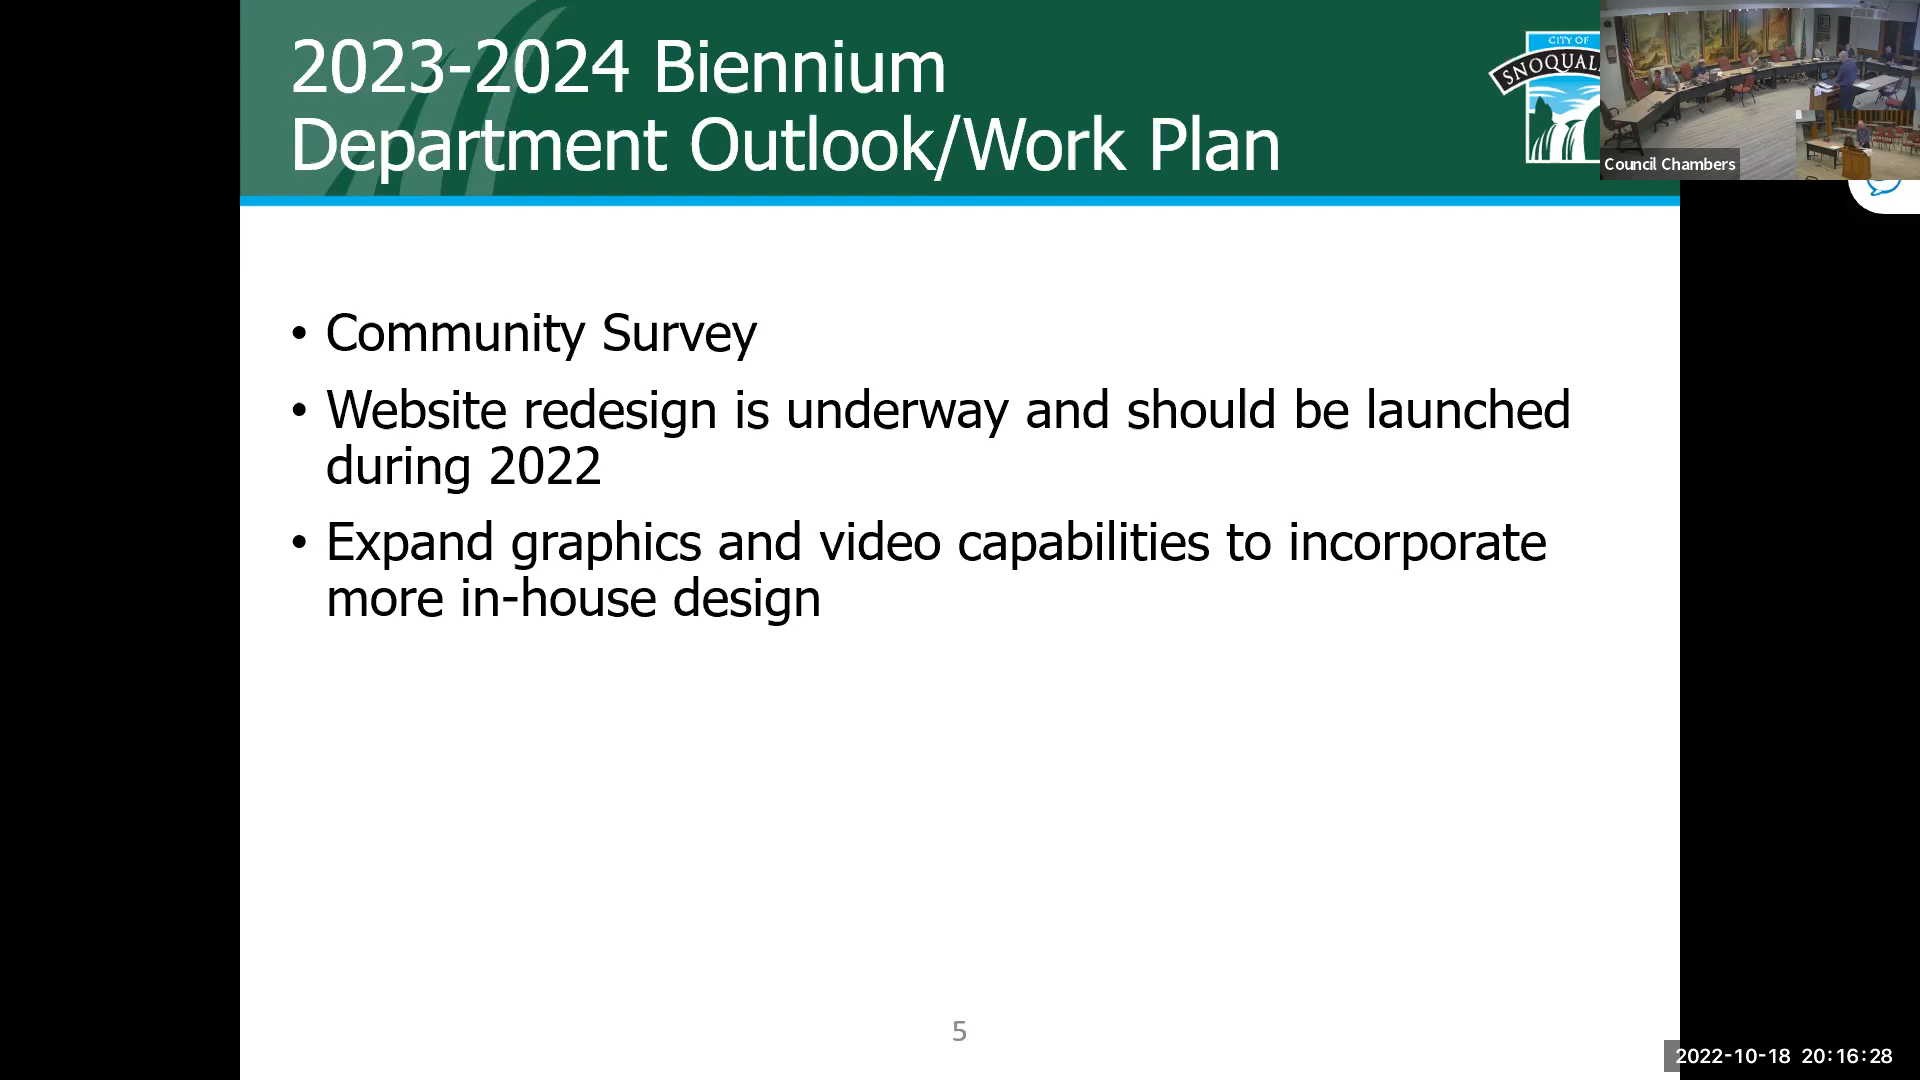 2023-2024 Biennium
Department Outlook/Work Plan
CITY OF
SNOQUAL
Council Chambers
• Community Survey
• Website redesign is underway and should be launched
during 2022
• Expand graphics and video capabilities to incorporate
more in-house design
5
2022-10-18 20:16:28